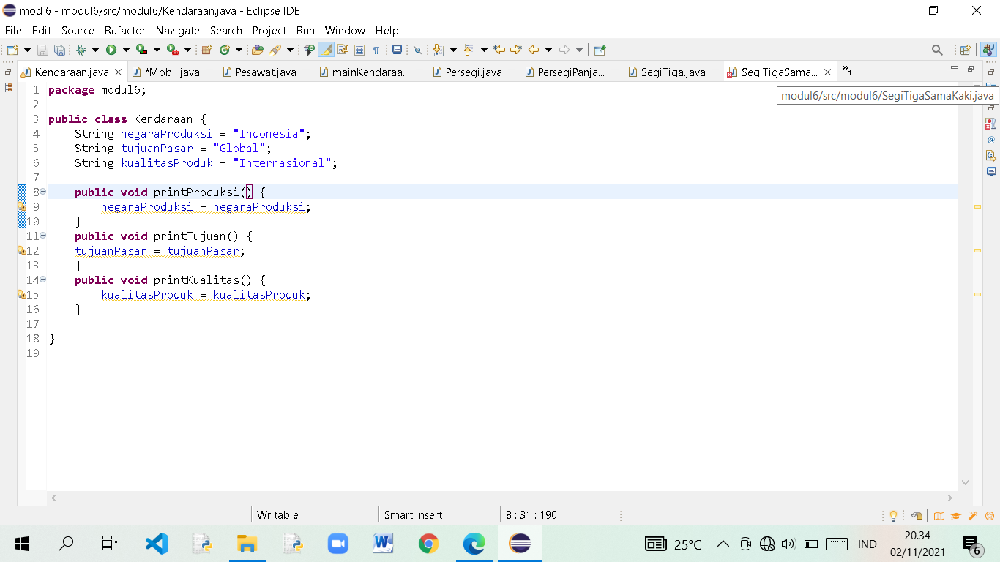 mod 6 - modul6/src/modul6/Kendaraan.java - Eclipse IDE
File Edit Source Refactor Navigate Search Project Run Window Help
Kendaraan.java *Mobil.java Pesawat.java mainKendaraa... Persegi.java PersegiPanja... SegiTiga.java SegiTigaSama... »1
modul6/src/modul6/SegiTigaSamaKaki.java
1 package modul6;
2
3 public class Kendaraan {
4 String negaraProduksi = "Indonesia";
5 String tujuanPasar = "Global";
6 String kualitasProduk = "Internasional";
7
8 public void printProduksi() {
9 negaraProduksi = negaraProduksi;
10 }
11 public void printTujuan() {
12 tujuanPasar = tujuanPasar;
13 }
14 public void printKualitas() {
15 kualitasProduk = kualitasProduk;
16 }
17
18 }
19
Writable Smart Insert 8 : 31 : 190
25°C IND 20.34
02/11/2021 6